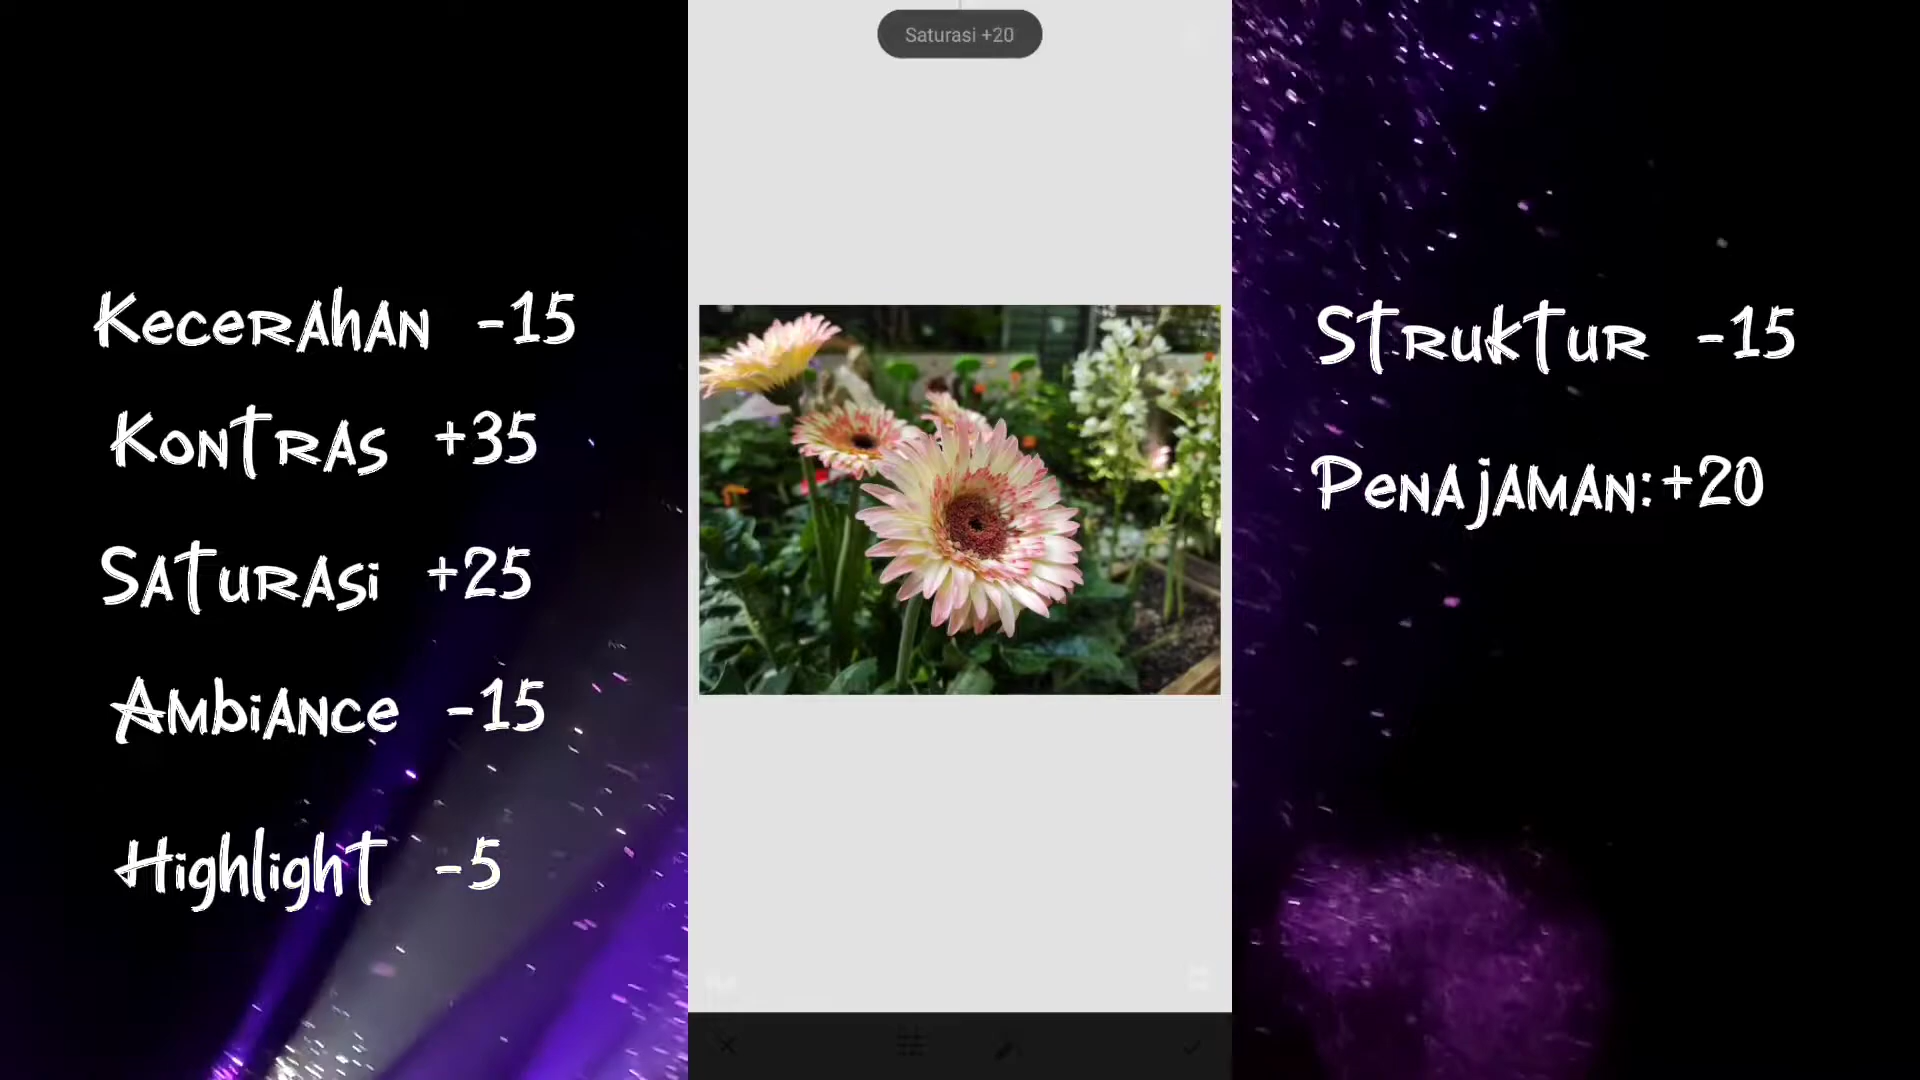 Saturasi +20
Kecerahan -15
Kontras +35
Saturasi +25
Ambiance -15
Highlight -5
Struktur -15
Penajaman:+20